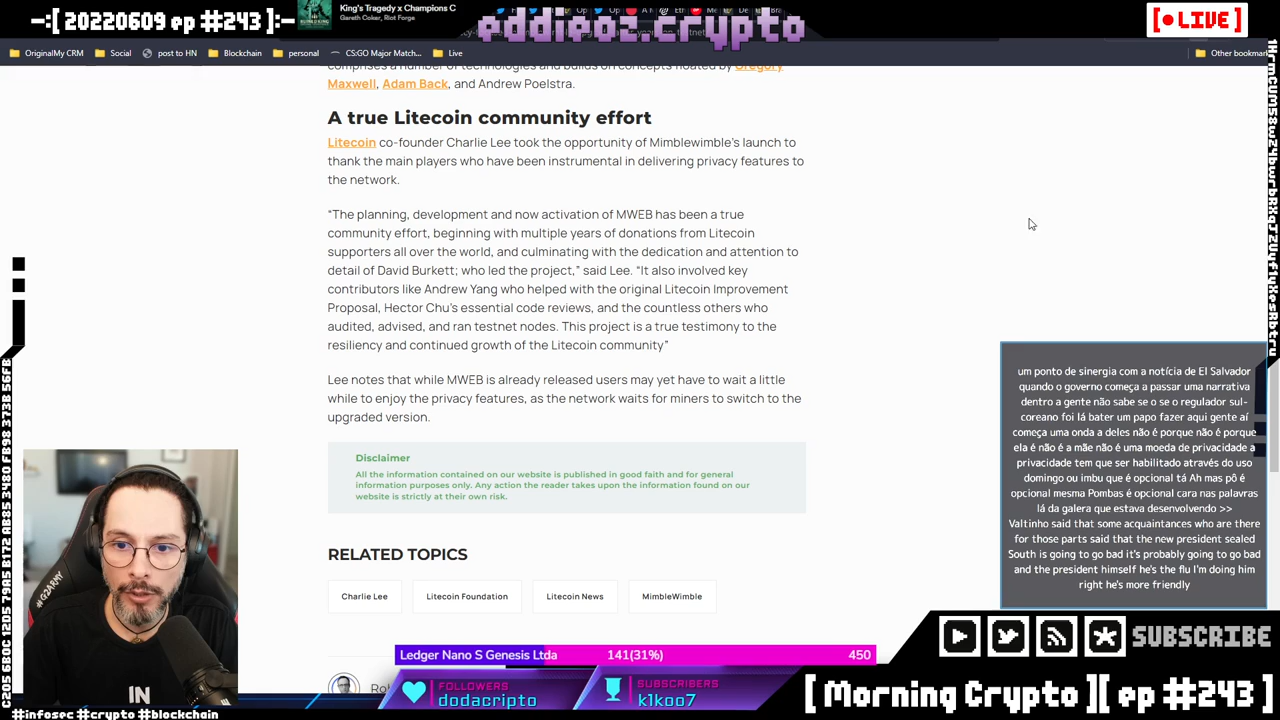 -:[ 20220609 ep #243 ]:-
King's Tragedy x Champions C
Gareth Coker, Riot Forge
eddieoz.crypto
[ LIVE ]
OriginalMy CRM
Social
post to HN
Blockchain
personal
CS:GO Major Match...
Live
Other bookmar
comprises a number of technologies and builds on concepts floated by Gregory
Maxwell, Adam Back, and Andrew Poelstra.
A true Litecoin community effort
Litecoin co-founder Charlie Lee took the opportunity of Mimblewimble's launch to
thank the main players who have been instrumental in delivering privacy features to
the network.
“The planning, development and now activation of MWEB has been a true
community effort, beginning with multiple years of donations from Litecoin
supporters all over the world, and culminating with the dedication and attention to
detail of David Burkett; who led the project,” said Lee. “It also involved key
contributors like Andrew Yang who helped with the original Litecoin Improvement
Proposal, Hector Chu's essential code reviews, and the countless others who
audited, advised, and ran testnet nodes. This project is a true testimony to the
resiliency and continued growth of the Litecoin community”
Lee notes that while MWEB is already released users may yet have to wait a little
while to enjoy the privacy features, as the network waits for miners to switch to the
upgraded version.
Disclaimer
All the information contained on our website is published in good faith and for general
information purposes only. Any action the reader takes upon the information found on our
website is strictly at their own risk.
RELATED TOPICS
Charlie Lee
Litecoin Foundation
Litecoin News
MimbleWimble
um ponto de sinergia com a notícia de El Salvador
quando o governo começa a passar uma narrativa
dentro a gente não sabe se o se o regulador sul-
coreano foi lá bater um papo fazer aqui gente aí
começa uma onda a deles não é porque não é porque
ela é não é a mãe não é uma moeda de privacidade a
privacidade tem que ser habilitado através do uso
domingo ou imbu que é opcional tá Ah mas pô é
opcional mesma Pombas é opcional cara nas palavras
lá da galera que estava desenvolvendo >>
Valtinho said that some acquaintances who are there
for those parts said that the new president sealed
South is going to go bad it's probably going to go bad
and the president himself he's the flu I'm doing him
right he's more friendly
#G2ARMY
IN
Ledger Nano S Genesis Ltda
141(31%)
450
FOLLOWERS
dodacripto
SUBSCRIBERS
k1koo7
SUBSCRIBE
[ Morning Crypto ][ ep #243 ]
#infosec #crypto #blockchain